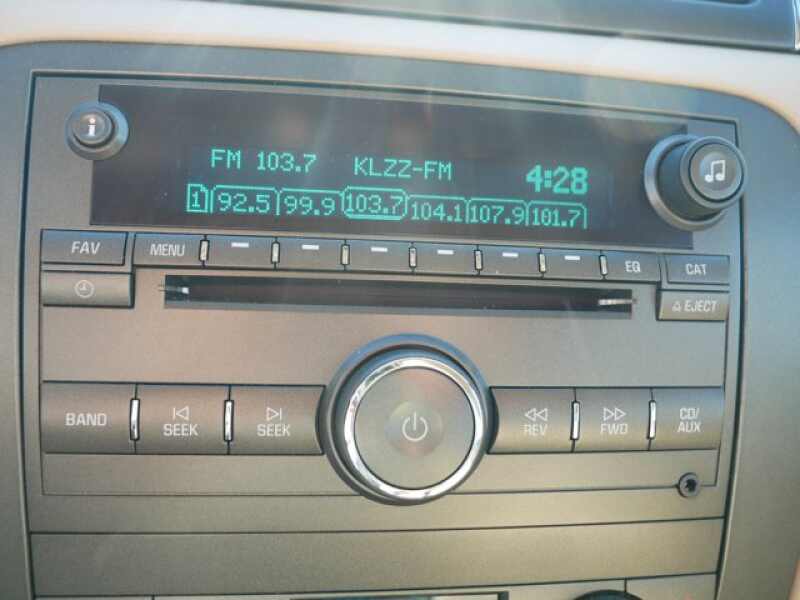 i
FM 103.7 KLZZ-FM 4:28
1 92.5 99.9 103.7 104.1 107.9 101.7
FAV MENU EQ CAT
EJECT
BAND SEEK SEEK REV FWD CD/
AUX